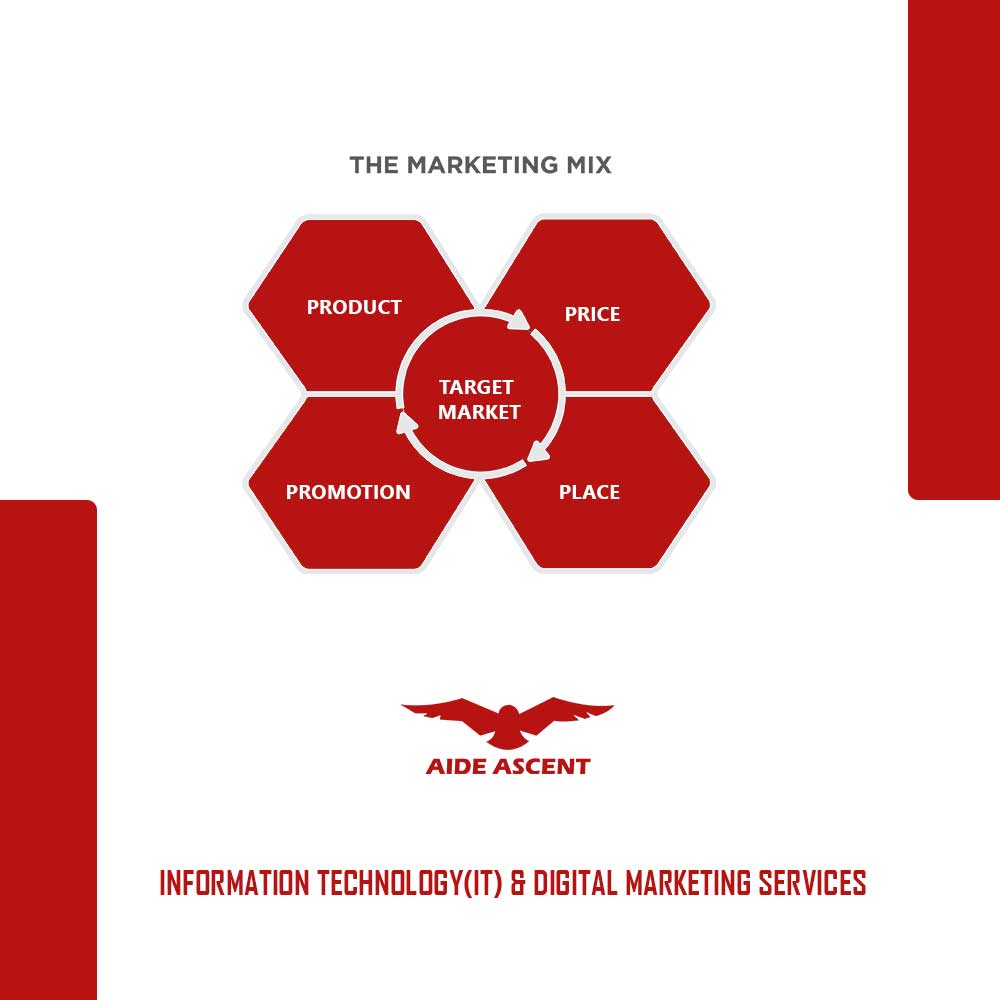 THE MARKETING MIX
PRODUCT
PRICE
TARGET
MARKET
PROMOTION
PLACE
AIDE ASCENT
INFORMATION TECHNOLOGY(IT) & DIGITAL MARKETING SERVICES